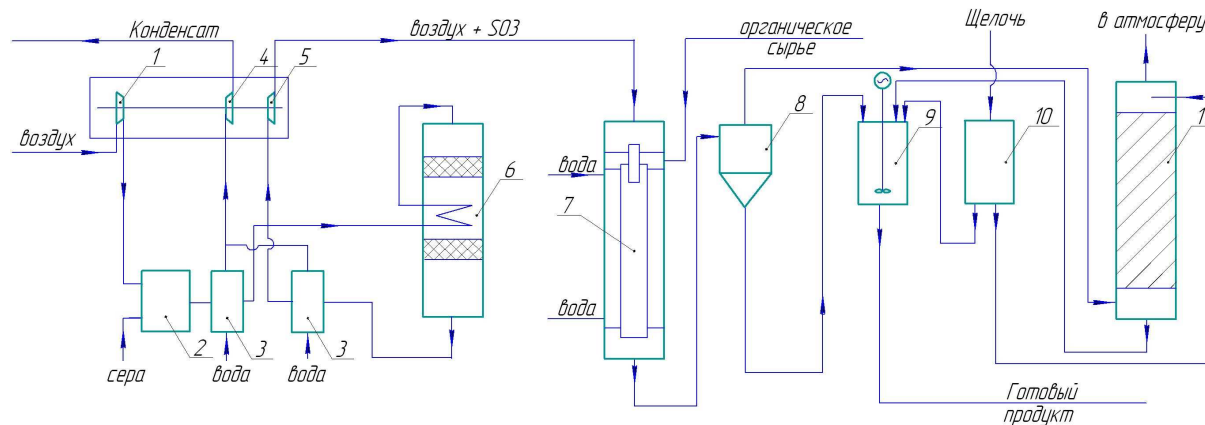 Конденсат
воздух + SO3
органическое
сырье
Щелочь
в атмосферу
1
4
5
воздух
6
8
9
10
1
вода
7
вода
2
3
3
сера
вода
вода
Готовый
продукт